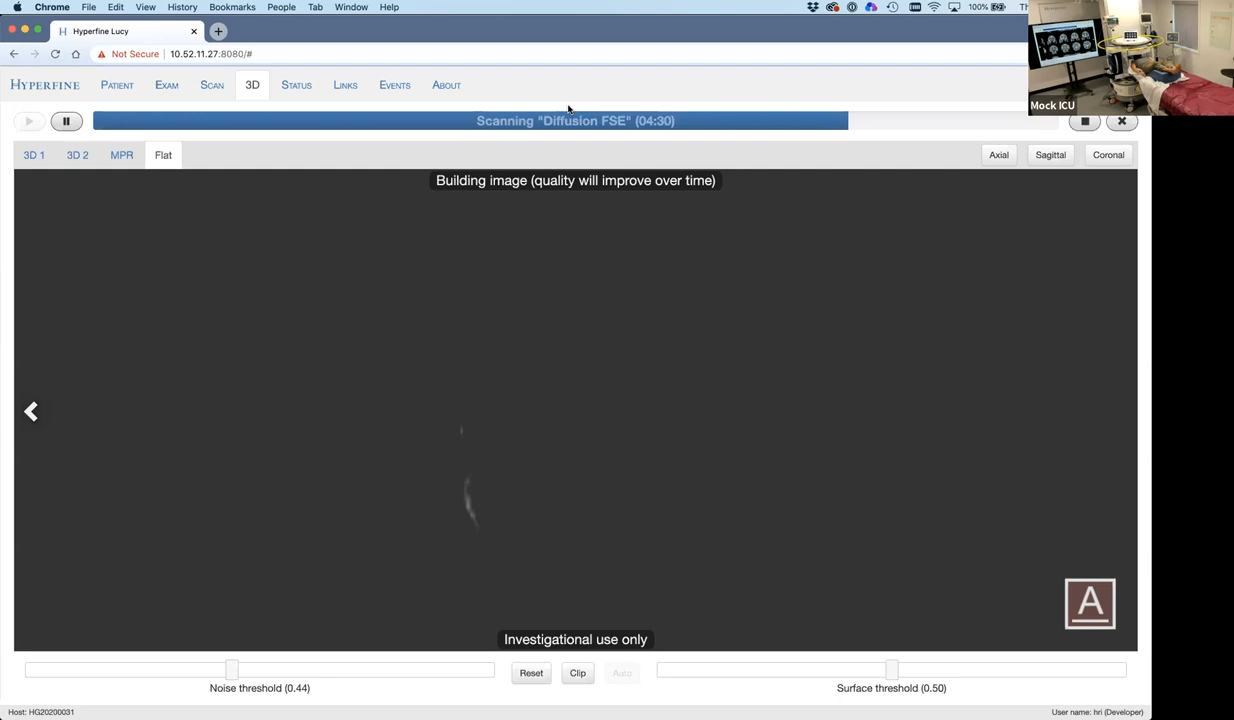 Chrome File Edit View History Bookmarks People Tab Window Help 100% Th
Hyperfine Lucy
Not Secure 10.52.11.27:8080/#
HYPERFINE PATIENT EXAM SCAN 3D STATUS LINKS EVENTS ABOUT
Mock ICU
Scanning "Diffusion FSE" (04:30)
3D 1 3D 2 MPR Flat Axial Sagittal Coronal
Building image (quality will improve over time)
A
Investigational use only
Reset Clip Auto
Noise threshold (0.44) Surface threshold (0.50)
Host: HG20200031 User name: hri (Developer)